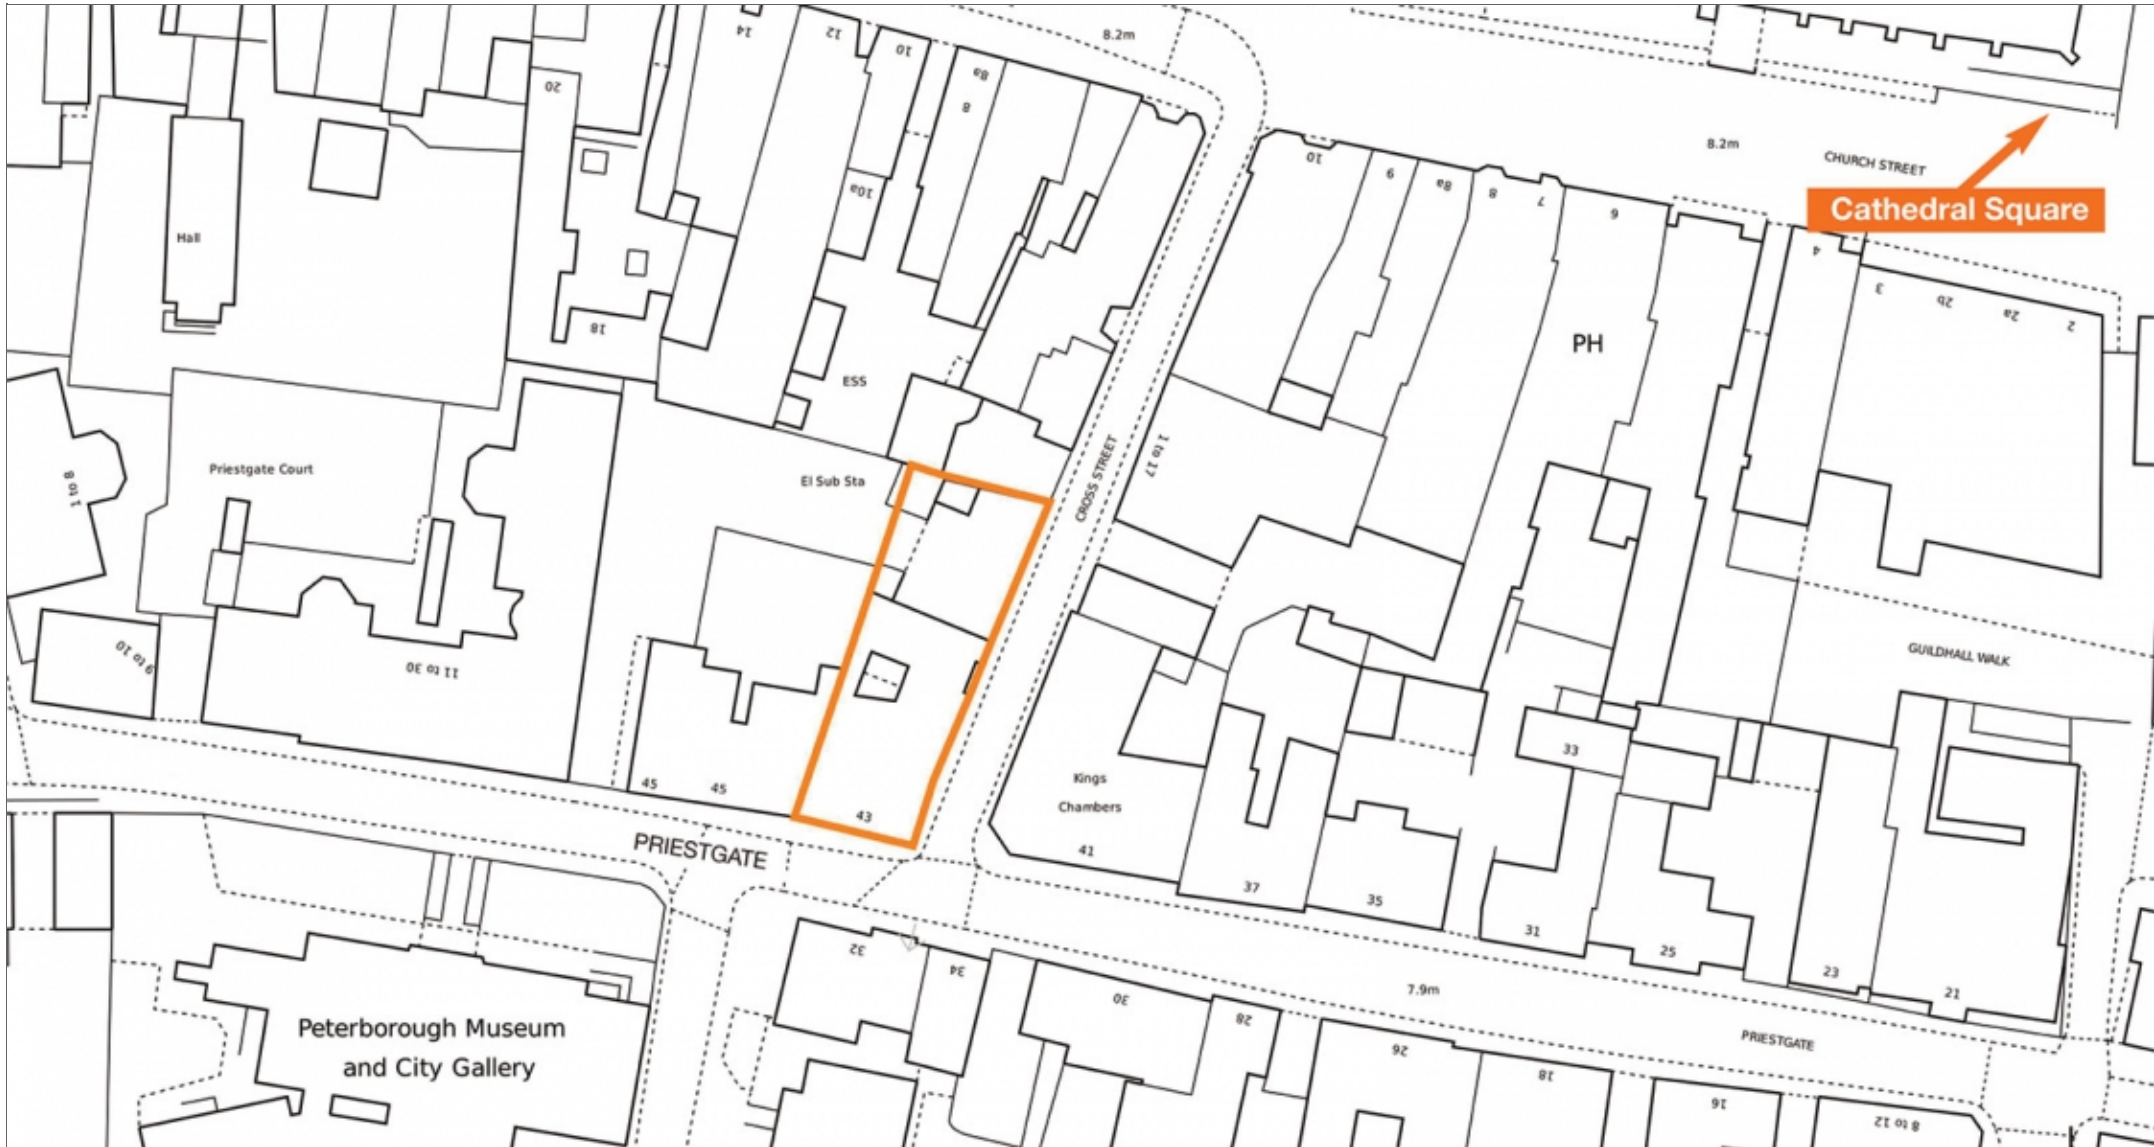 8.2m
14
12
10
8a
8
20
10a
Hall
18
ESS
10
9
8a
8
7
6
8.2m
CHURCH STREET
Cathedral Square
4
3
2b
2a
2
PH
1 to 8
Priestgate Court
El Sub Sta
CROSS STREET
1 to 17
9 to 10
11 to 30
GUILDHALL WALK
45
45
43
PRIESTGATE
Kings
Chambers
41
37
35
33
31
25
23
21
32
34
30
28
26
18
16
8 to 12
7.9m
PRIESTGATE
Peterborough Museum
and City Gallery